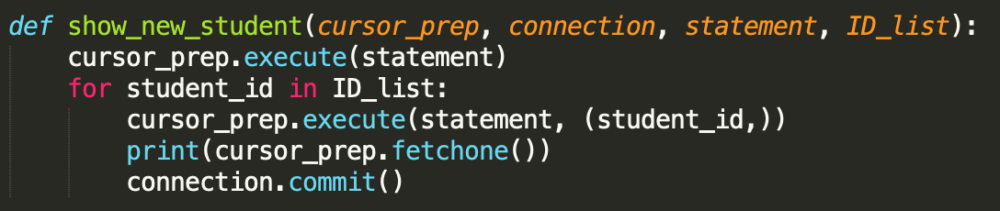 def show_new_student(cursor_prep, connection, statement, ID_list):
    cursor_prep.execute(statement)
    for student_id in ID_list:
        cursor_prep.execute(statement, (student_id,))
        print(cursor_prep.fetchone())
        connection.commit()